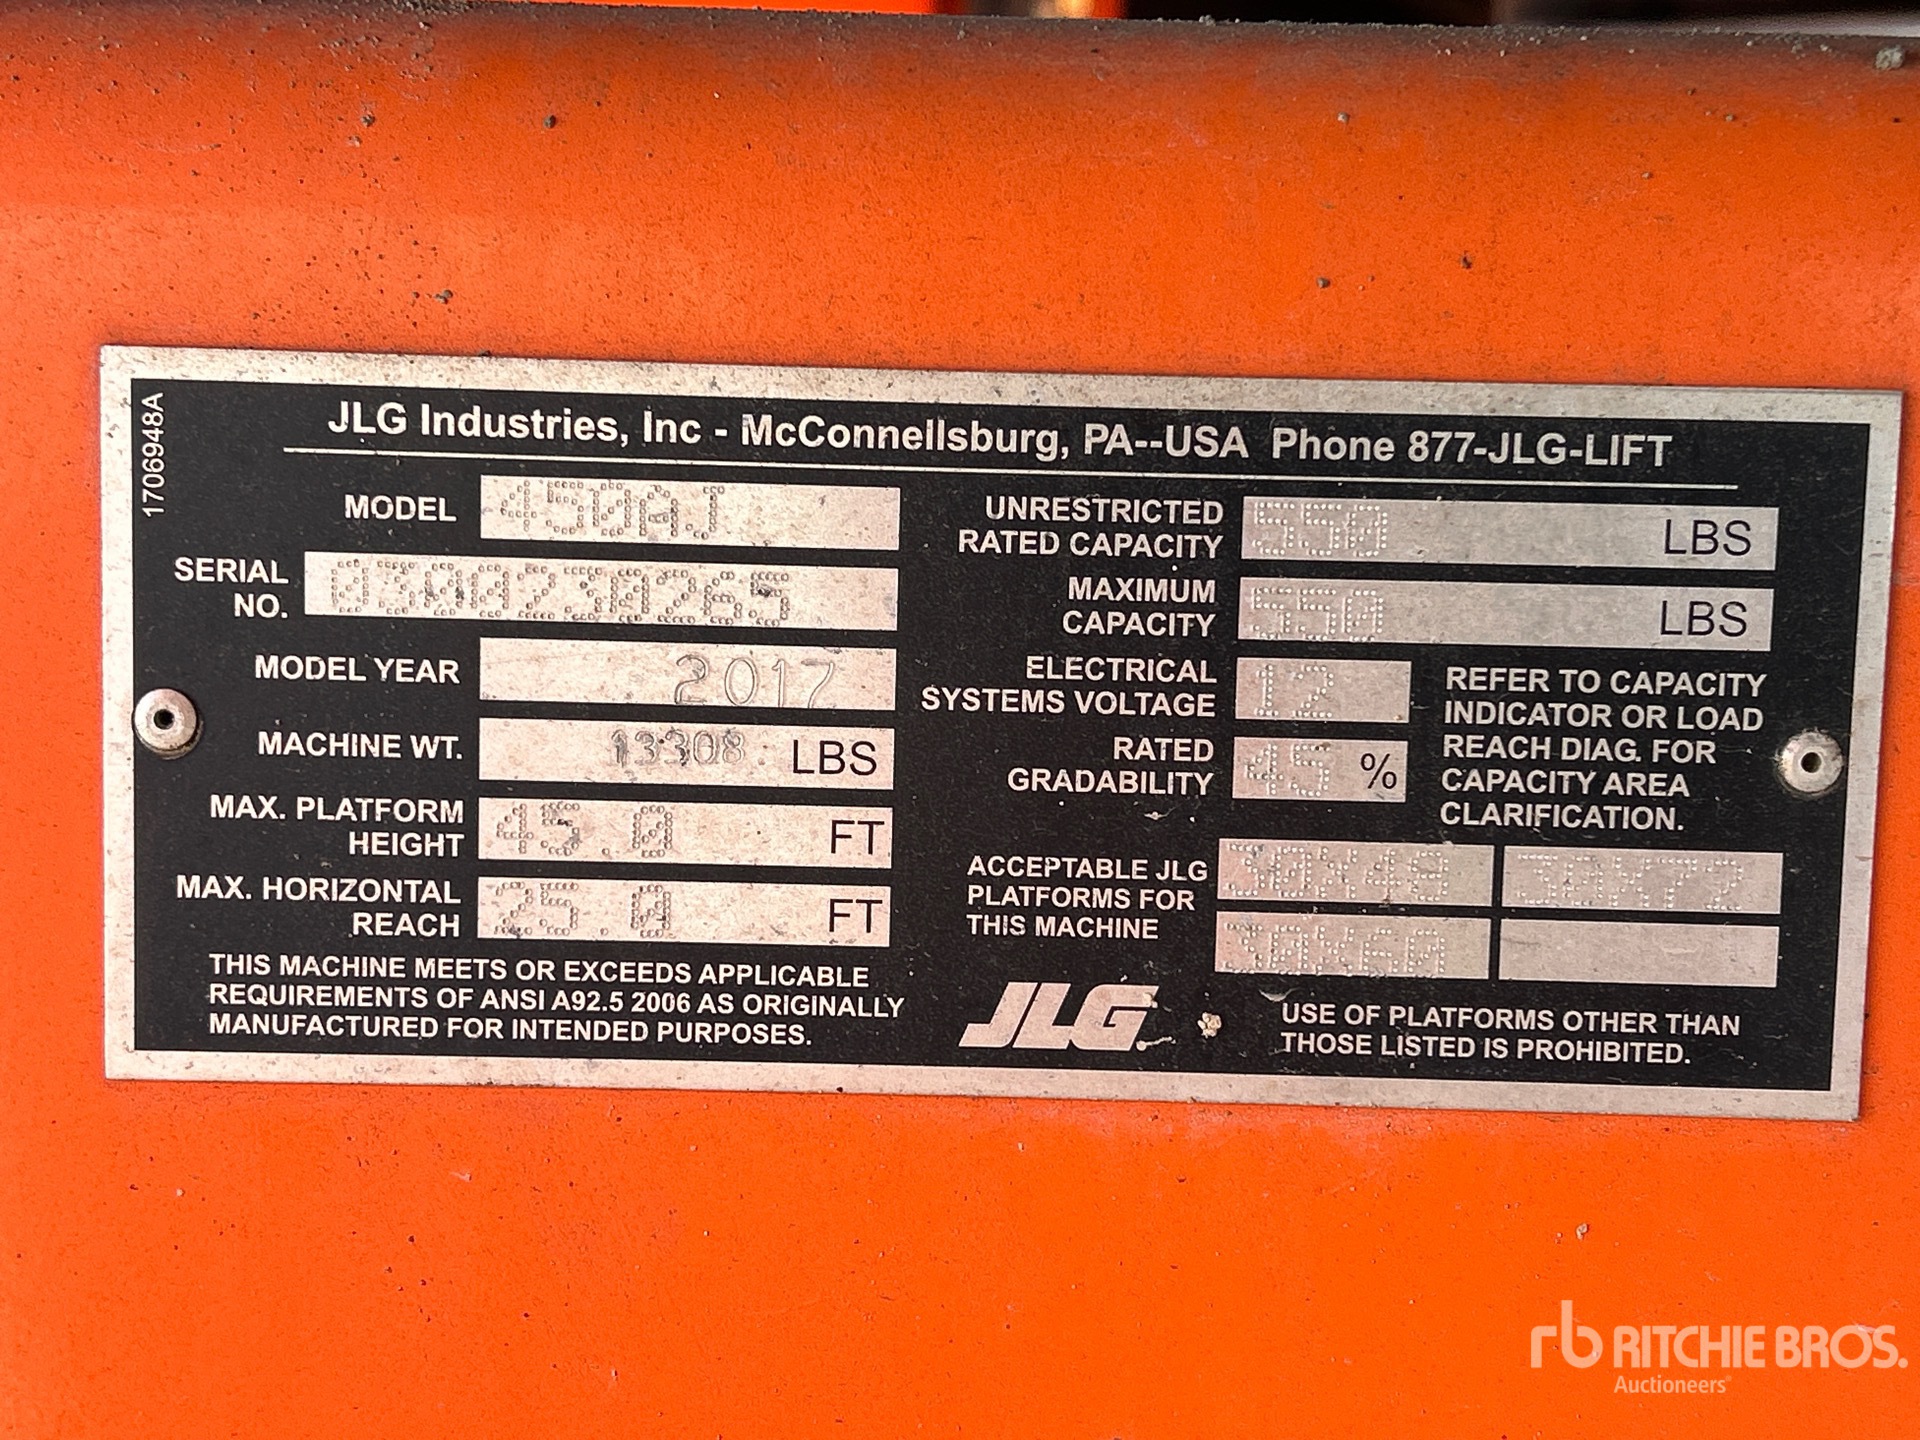 1706948A
JLG Industries, Inc - McConnellsburg, PA--USA Phone 877-JLG-LIFT
MODEL 450AJ
SERIAL
NO.
MODEL YEAR 2017
MACHINE WT. 13308 LBS
MAX. PLATFORM
HEIGHT 45.0 FT
MAX. HORIZONTAL
REACH 25.0 FT
THIS MACHINE MEETS OR EXCEEDS APPLICABLE
REQUIREMENTS OF ANSI A92.5 2006 AS ORIGINALLY
MANUFACTURED FOR INTENDED PURPOSES.
UNRESTRICTED
RATED CAPACITY 550 LBS
MAXIMUM
CAPACITY 550 LBS
ELECTRICAL
SYSTEMS VOLTAGE 12
RATED
GRADABILITY 45 %
REFER TO CAPACITY
INDICATOR OR LOAD
REACH DIAG. FOR
CAPACITY AREA
CLARIFICATION.
ACCEPTABLE JLG
PLATFORMS FOR
THIS MACHINE
30X48 30X72
30X60
JLG
USE OF PLATFORMS OTHER THAN
THOSE LISTED IS PROHIBITED.
rb RITCHIE BROS.
Auctioneers